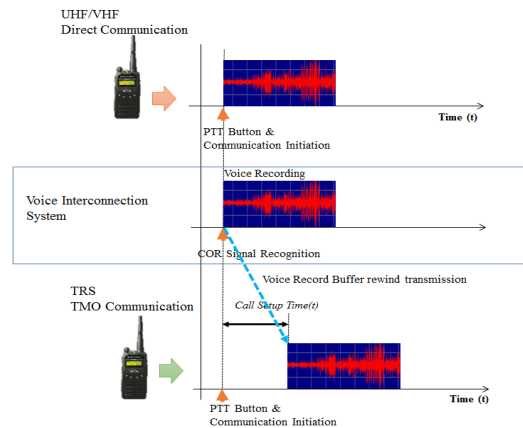 UHF/VHF
Direct Communication
Time (t)
PTT Button &
Communication Initiation
Voice Recording
Voice Interconnection
System
COR Signal Recognition
Voice Record Buffer rewind transmission
TRS
TMO Communication
Call Setup Time(t)
Time (t)
PTT Button &
Communication Initiation